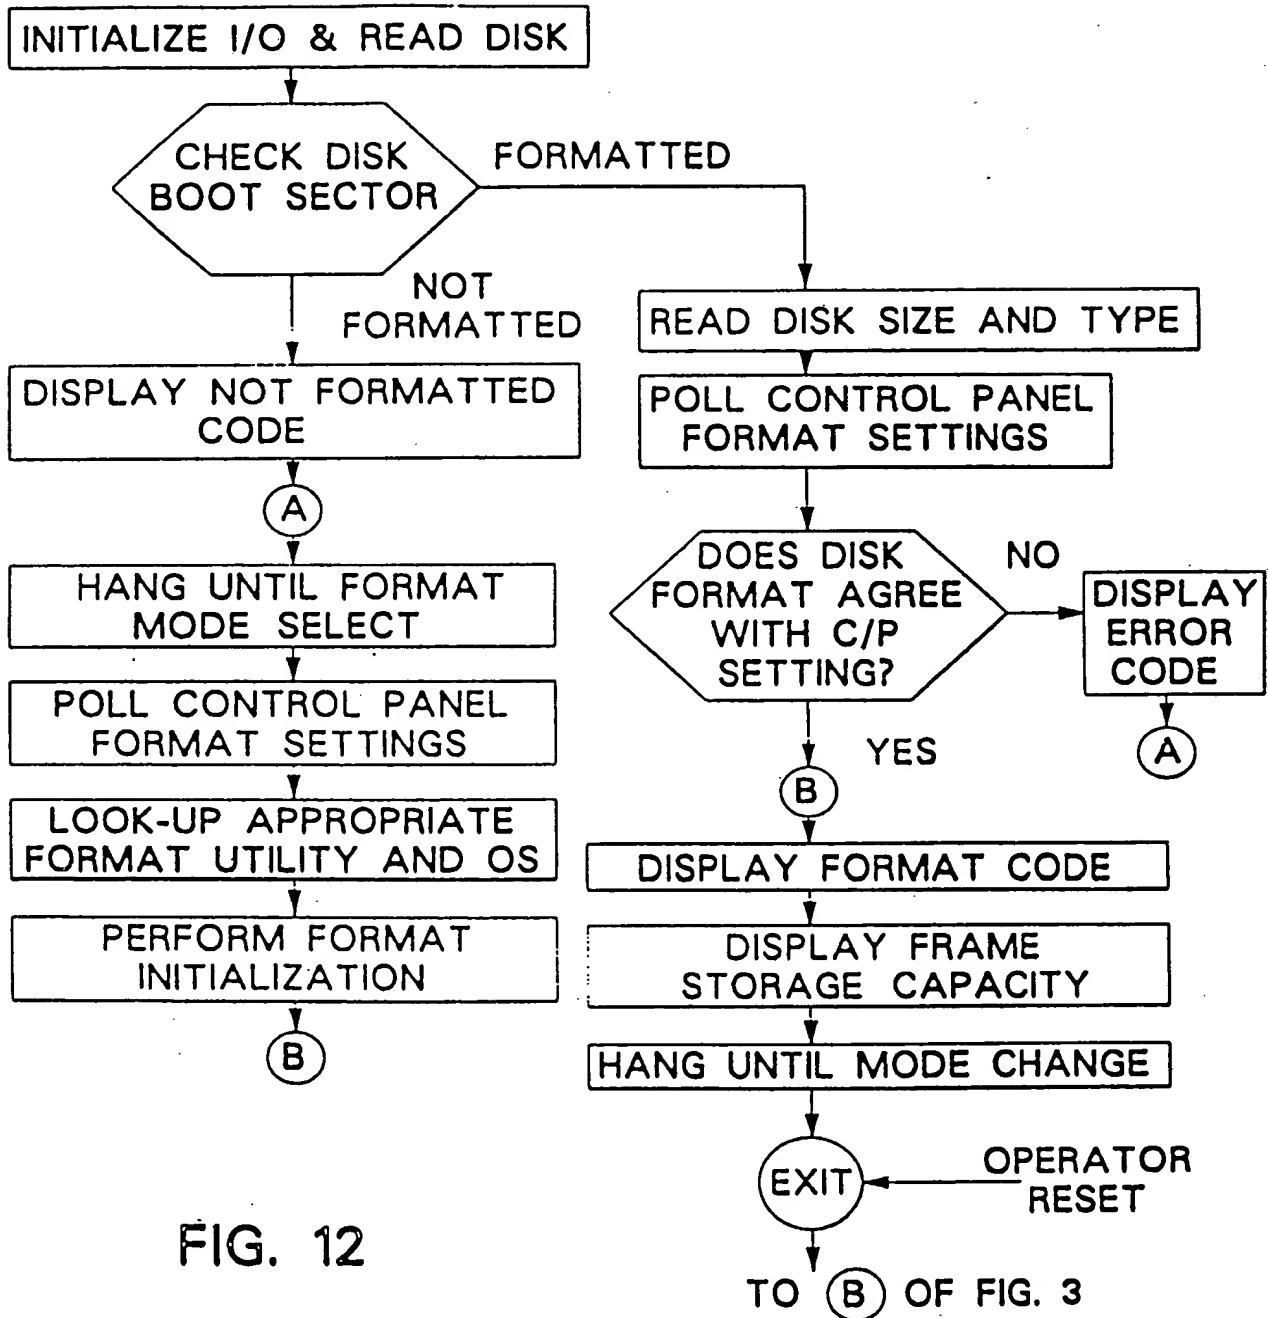 INITIALIZE I/O & READ DISK
CHECK DISK
BOOT SECTOR
FORMATTED
NOT
FORMATTED
DISPLAY NOT FORMATTED
CODE
A
HANG UNTIL FORMAT
MODE SELECT
POLL CONTROL PANEL
FORMAT SETTINGS
LOOK-UP APPROPRIATE
FORMAT UTILITY AND OS
PERFORM FORMAT
INITIALIZATION
B
READ DISK SIZE AND TYPE
POLL CONTROL PANEL
FORMAT SETTINGS
DOES DISK
FORMAT AGREE
WITH C/P
SETTING?
NO
DISPLAY
ERROR
CODE
A
YES
B
DISPLAY FORMAT CODE
DISPLAY FRAME
STORAGE CAPACITY
HANG UNTIL MODE CHANGE
EXIT
OPERATOR
RESET
TO B OF FIG. 3
FIG. 12